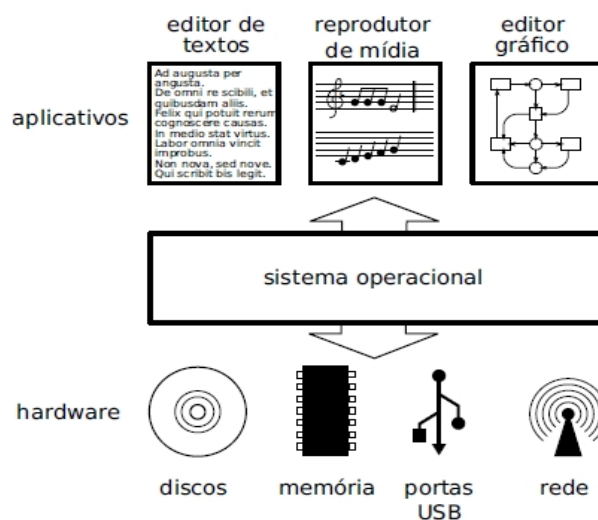 editor de
textos
reprodutor
de mídia
editor
gráfico
aplicativos
Ad augusta per
angusta.
De omni re scibili, et
quibusdam aliis.
Felix qui potuit rerum
cognoscere causas.
In medio stat virtus.
Labor omnia vincit
improbus.
Non nova, sed nove.
Qui scribit bis legit.
sistema operacional
hardware
discos
memória
portas
USB
rede